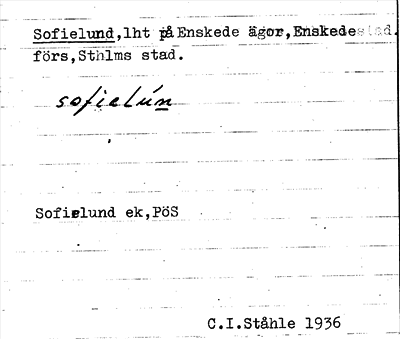 Sofielund,lht på Enskede ägor,Enskede
förs,Sthlms stad.
sofielún
Sofielund ek,PöS
C.I.Ståhle 1936